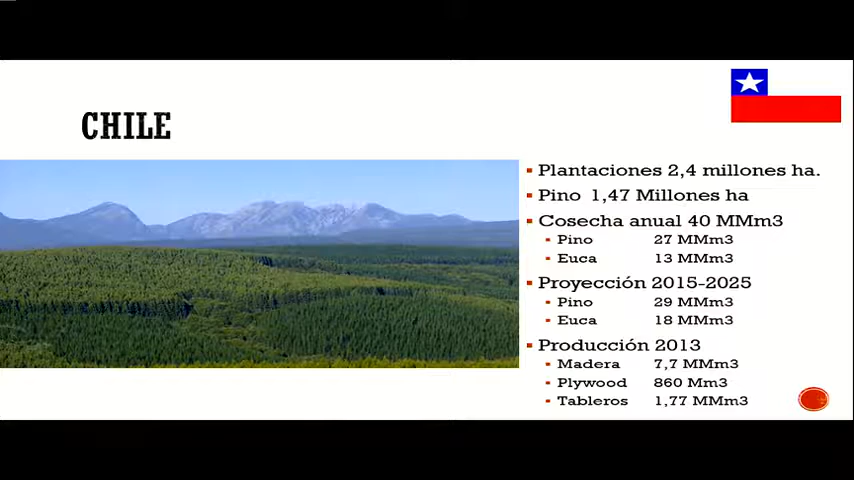 CHILE
Plantaciones 2,4 millones ha.
Pino 1,47 Millones ha
Cosecha anual 40 MMm3
Pino 27 MMm3
Euca 13 MMm3
Proyección 2015-2025
Pino 29 MMm3
Euca 18 MMm3
Producción 2013
Madera 7,7 MMm3
Plywood 860 Mm3
Tableros 1,77 MMm3